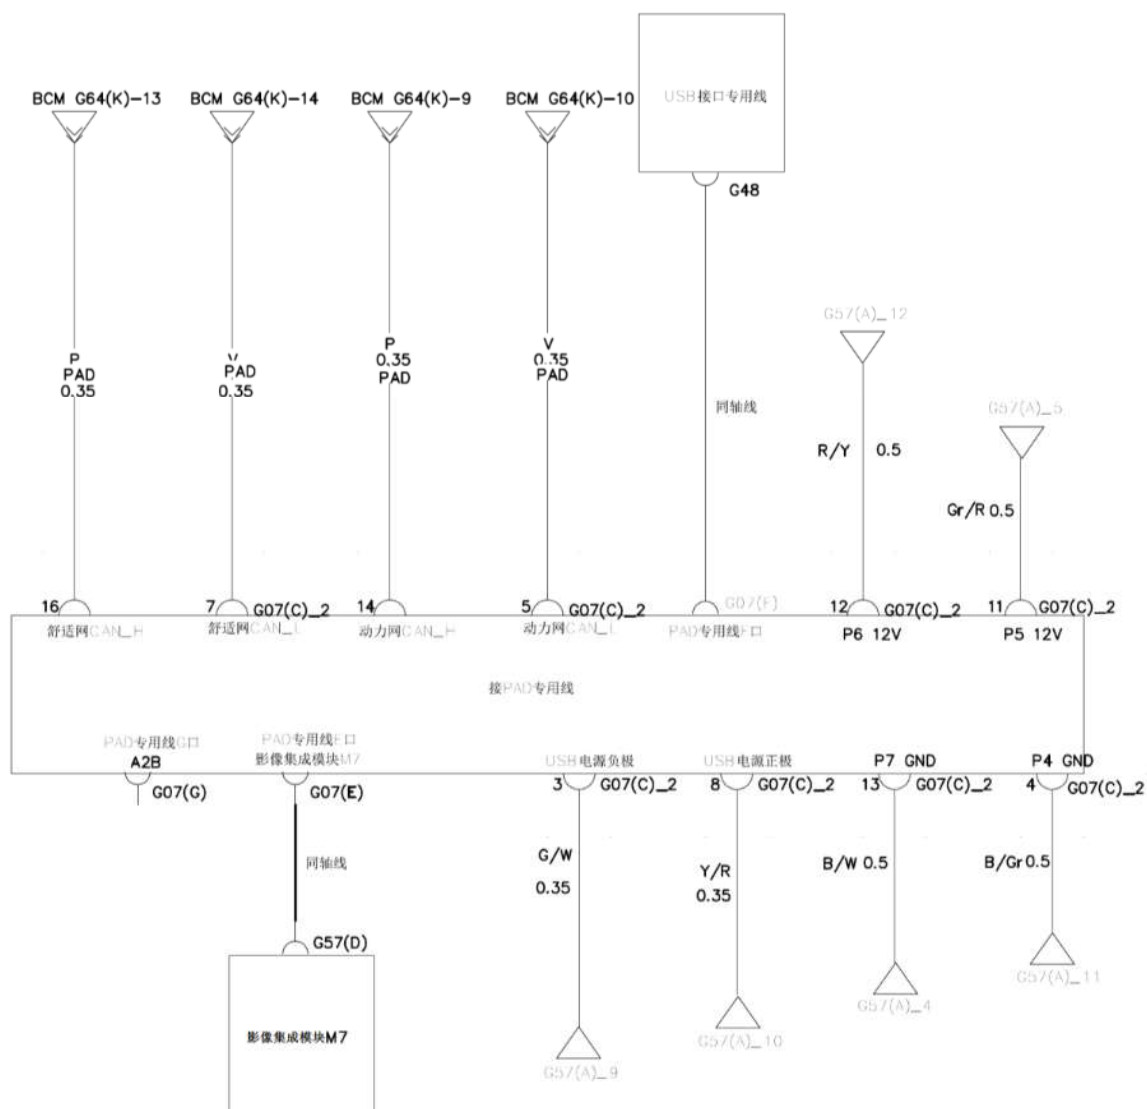 BCM G64(K)-13
BCM G64(K)-14
BCM G64(K)-9
BCM G64(K)-10
USB接口专用线
G48
G57(A)_12
G57(A)_5
P
PAD
0.35
V
PAD
0.35
P
0.35
PAD
V
0.35
PAD
同轴线
R/Y 0.5
Gr/R 0.5
16
7 G07(C)_2
14
5 G07(C)_2
G07(F)
12 G07(C)_2
11 G07(C)_2
舒适网CAN_H
舒适网CAN_L
动力网CAN_H
动力网CAN_L
PAD专用线F口
P6 12V
P5 12V
接PAD专用线
PAD专用线G口
A2B
PAD专用线E口
影像集成模块M7
USB电源负极
USB电源正极
P7 GND
P4 GND
G07(G)
G07(E)
3 G07(C)_2
8 G07(C)_2
13 G07(C)_2
4 G07(C)_2
同轴线
G/W
0.35
Y/R
0.35
B/W 0.5
B/Gr 0.5
G57(D)
G57(A)_11
G57(A)_4
影像集成模块M7
G57(A)_10
G57(A)_9